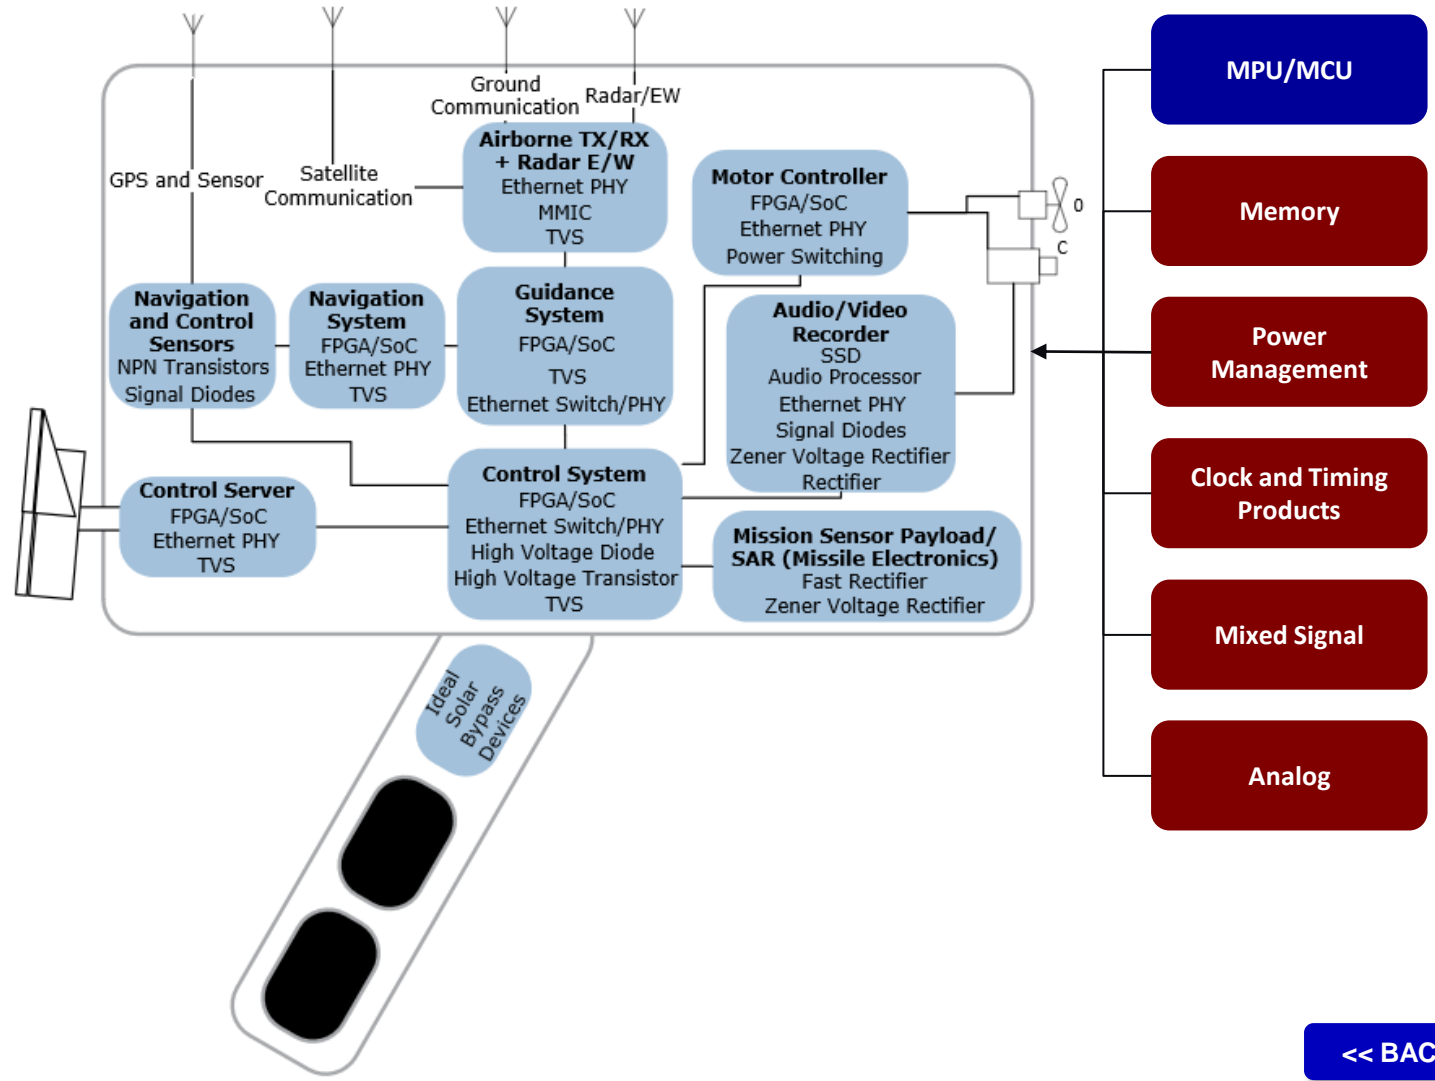 Ground
Communication
Radar/EW
GPS and Sensor
Satellite
Communication
Airborne TX/RX
+ Radar E/W
Ethernet PHY
MMIC
TVS
Motor Controller
FPGA/SoC
Ethernet PHY
Power Switching
0
C
Navigation
and Control
Sensors
NPN Transistors
Signal Diodes
Navigation
System
FPGA/SoC
Ethernet PHY
TVS
Guidance
System
FPGA/SoC
TVS
Ethernet Switch/PHY
Audio/Video
Recorder
SSD
Audio Processor
Ethernet PHY
Signal Diodes
Zener Voltage Rectifier
Rectifier
Control Server
FPGA/SoC
Ethernet PHY
TVS
Control System
FPGA/SoC
Ethernet Switch/PHY
High Voltage Diode
High Voltage Transistor
TVS
Mission Sensor Payload/
SAR (Missile Electronics)
Fast Rectifier
Zener Voltage Rectifier
Ideal
Solar
Bypass
Devices
MPU/MCU
Memory
Power
Management
Clock and Timing
Products
Mixed Signal
Analog
<< BAC